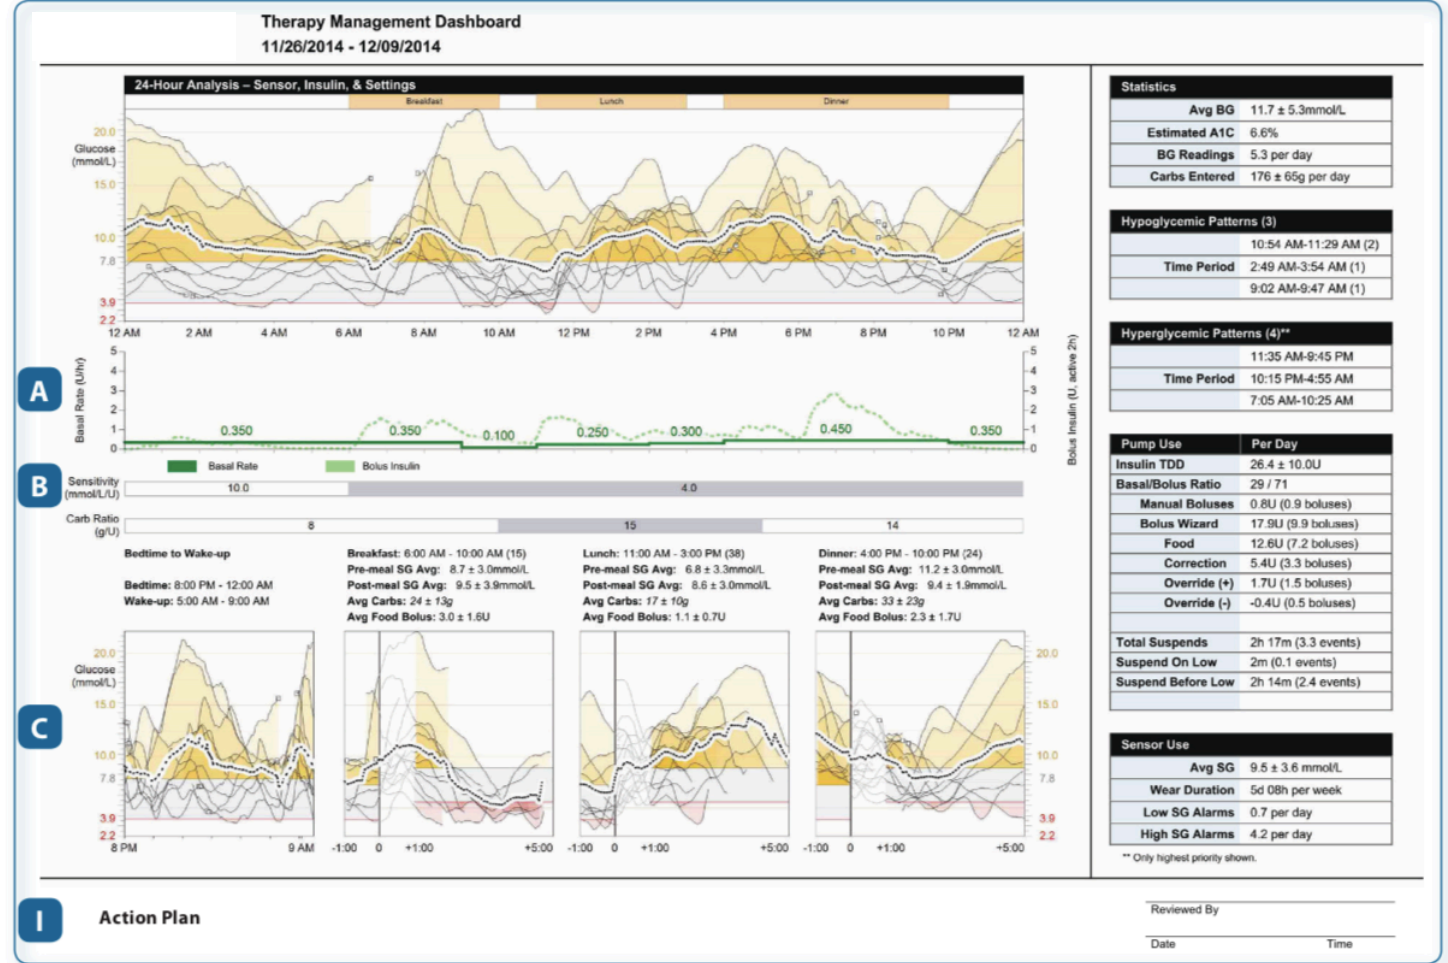 Therapy Management Dashboard
11/26/2014 - 12/09/2014
24-Hour Analysis – Sensor, Insulin, & Settings
Breakfast Lunch Dinner
20.0
Glucose
(mmol/L)
15.0
10.0
7.8
3.9
2.2
12 AM 2 AM 4 AM 6 AM 8 AM 10 AM 12 PM 2 PM 4 PM 6 PM 8 PM 10 PM 12 AM
A
Basal Rate (U/hr)
5 4 3 2 1 0
0.350 0.350 0.100 0.250 0.300 0.450 0.350
5 4 3 2 1 0
Bolus Insulin (U, active 2h)
Basal Rate Bolus Insulin
B
Sensitivity
(mmol/L/U)
10.0 4.0
Carb Ratio
(g/U)
8 15 14
Bedtime to Wake-up
Bedtime: 8:00 PM - 12:00 AM
Wake-up: 5:00 AM - 9:00 AM
Breakfast: 6:00 AM - 10:00 AM (15)
Pre-meal SG Avg: 8.7 ± 3.0mmol/L
Post-meal SG Avg: 9.5 ± 3.9mmol/L
Avg Carbs: 24 ± 13g
Avg Food Bolus: 3.0 ± 1.6U
Lunch: 11:00 AM - 3:00 PM (38)
Pre-meal SG Avg: 6.8 ± 3.3mmol/L
Post-meal SG Avg: 8.6 ± 3.0mmol/L
Avg Carbs: 17 ± 10g
Avg Food Bolus: 1.1 ± 0.7U
Dinner: 4:00 PM - 10:00 PM (24)
Pre-meal SG Avg: 11.2 ± 3.0mmol/L
Post-meal SG Avg: 9.4 ± 1.9mmol/L
Avg Carbs: 33 ± 23g
Avg Food Bolus: 2.3 ± 1.7U
C
20.0
Glucose
(mmol/L)
15.0
10.0
7.8
3.9
2.2
8 PM 9 AM
-1:00 0 +1:00 +5:00
-1:00 0 +1:00 +5:00
-1:00 0 +1:00 +5:00
20.0
15.0
10.0
7.8
3.9
2.2
Statistics
Avg BG 11.7 ± 5.3mmol/L
Estimated A1C 6.6%
BG Readings 5.3 per day
Carbs Entered 176 ± 65g per day
Hypoglycemic Patterns (3)
10:54 AM-11:29 AM (2)
Time Period 2:49 AM-3:54 AM (1)
9:02 AM-9:47 AM (1)
Hyperglycemic Patterns (4)**
11:35 AM-9:45 PM
Time Period 10:15 PM-4:55 AM
7:05 AM-10:25 AM
Pump Use Per Day
Insulin TDD 26.4 ± 10.0U
Basal/Bolus Ratio 29 / 71
Manual Boluses 0.8U (0.9 boluses)
Bolus Wizard 17.9U (9.9 boluses)
Food 12.6U (7.2 boluses)
Correction 5.4U (3.3 boluses)
Override (+) 1.7U (1.5 boluses)
Override (-) -0.4U (0.5 boluses)
Total Suspends 2h 17m (3.3 events)
Suspend On Low 2m (0.1 events)
Suspend Before Low 2h 14m (2.4 events)
Sensor Use
Avg SG 9.5 ± 3.6 mmol/L
Wear Duration 5d 08h per week
Low SG Alarms 0.7 per day
High SG Alarms 4.2 per day
** Only highest priority shown.
I
Action Plan
Reviewed By
Date Time